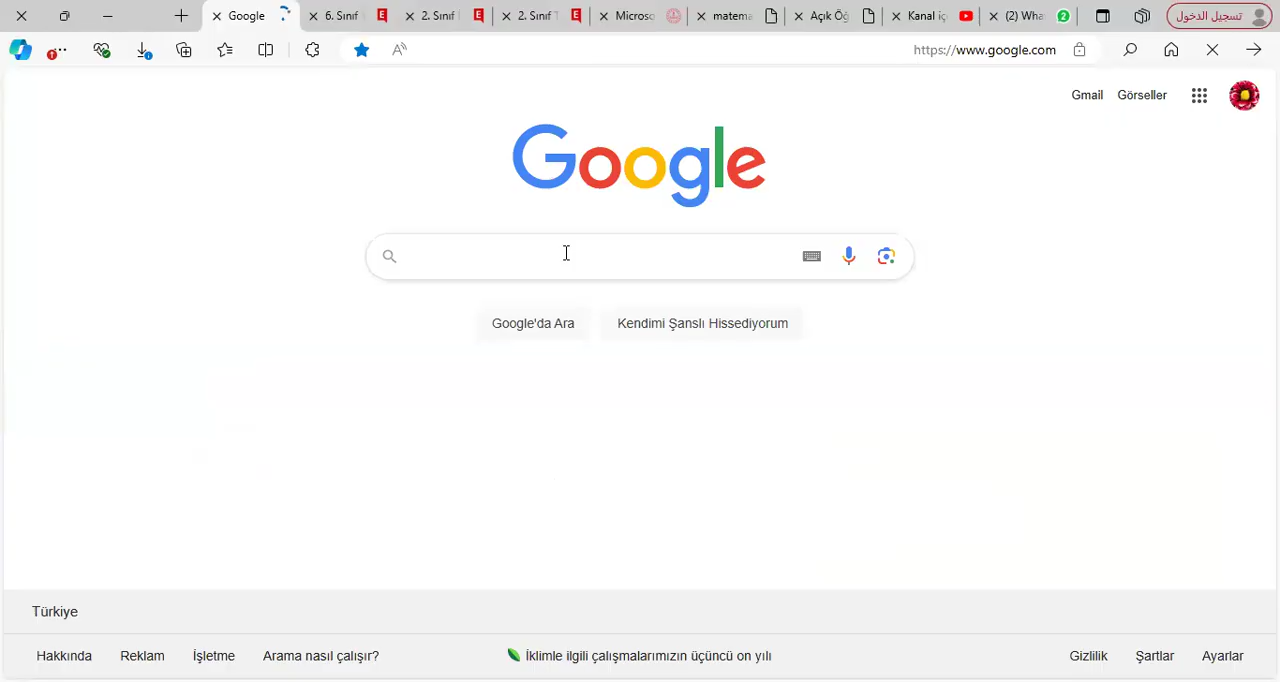 Google
6. Sınıf
2. Sınıf
2. Sınıf T
Microso
matema
Açık Öğ
Kanal iç
(2) Wha
2
تسجيل الدخول
https://www.google.com
Gmail
Görseller
Google
Google'da Ara
Kendimi Şanslı Hissediyorum
Türkiye
Hakkında
Reklam
İşletme
Arama nasıl çalışır?
İklimle ilgili çalışmalarımızın üçüncü on yılı
Gizlilik
Şartlar
Ayarlar